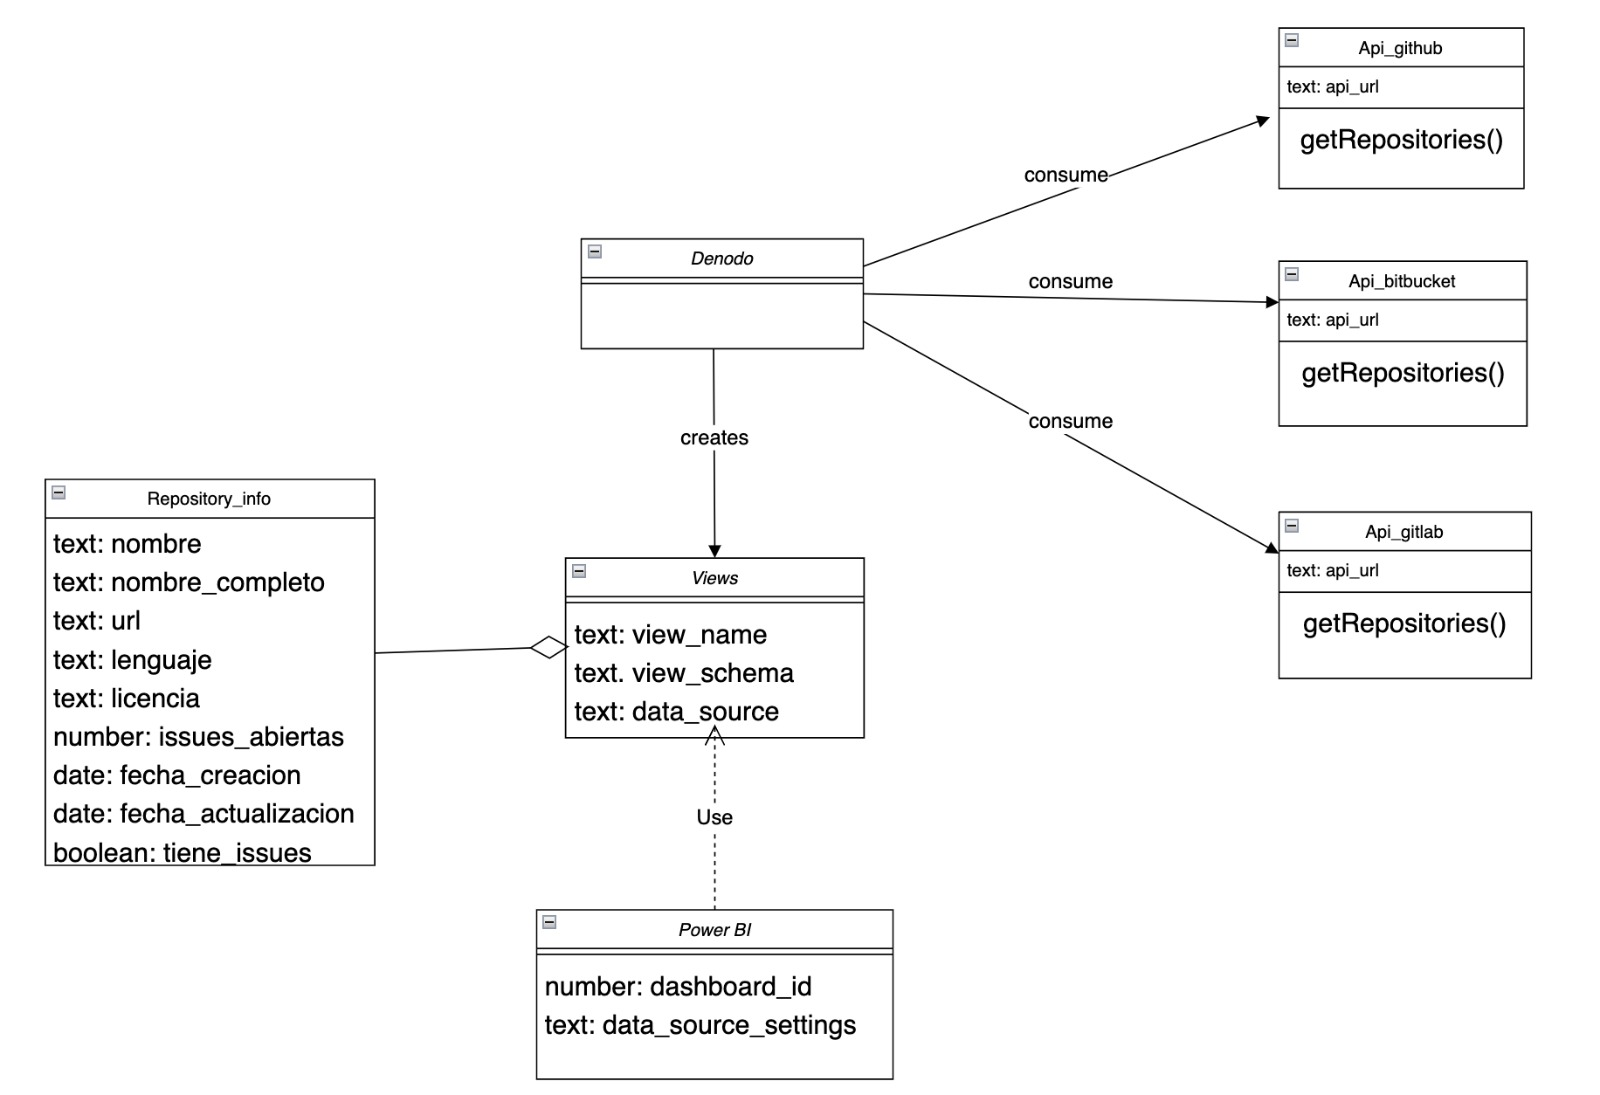 Api_github
text: api_url
getRepositories()
consume
Denodo
consume
Api_bitbucket
text: api_url
getRepositories()
consume
creates
Api_gitlab
text: api_url
getRepositories()
Repository_info
text: nombre
text: nombre_completo
text: url
text: lenguaje
text: licencia
number: issues_abiertas
date: fecha_creacion
date: fecha_actualizacion
boolean: tiene_issues
Views
text: view_name
text. view_schema
text: data_source
Use
Power BI
number: dashboard_id
text: data_source_settings